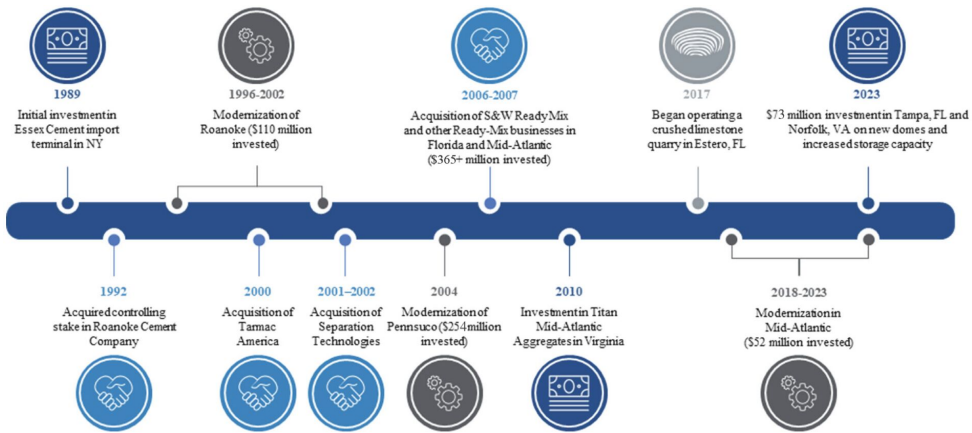 1989
Initial investment in
Essex Cement import
terminal in NY
1996-2002
Modernization of
Roanoke ($110 million
invested)
2006-2007
Acquisition of S&W ReadyMix
and other Ready-Mix businesses in
Florida and Mid-Atlantic
($365+ million invested)
2017
Began operating a
crushed limestone
quarry in Estero, FL
2023
$73 million investment in Tampa, FL and
Norfolk, VA on new domes and
increased storage capacity
1992
Acquired controlling
stake in Roanoke Cement
Company
2000
Acquisition of
Tarmac
America
2001–2002
Acquisition of
Separation
Technologies
2004
Modernization of
Pennsuco ($254 million
invested)
2010
Investment in Titan
Mid-Atlantic
Aggregates in Virginia
2018-2023
Modernization in
Mid-Atlantic
($52 million invested)